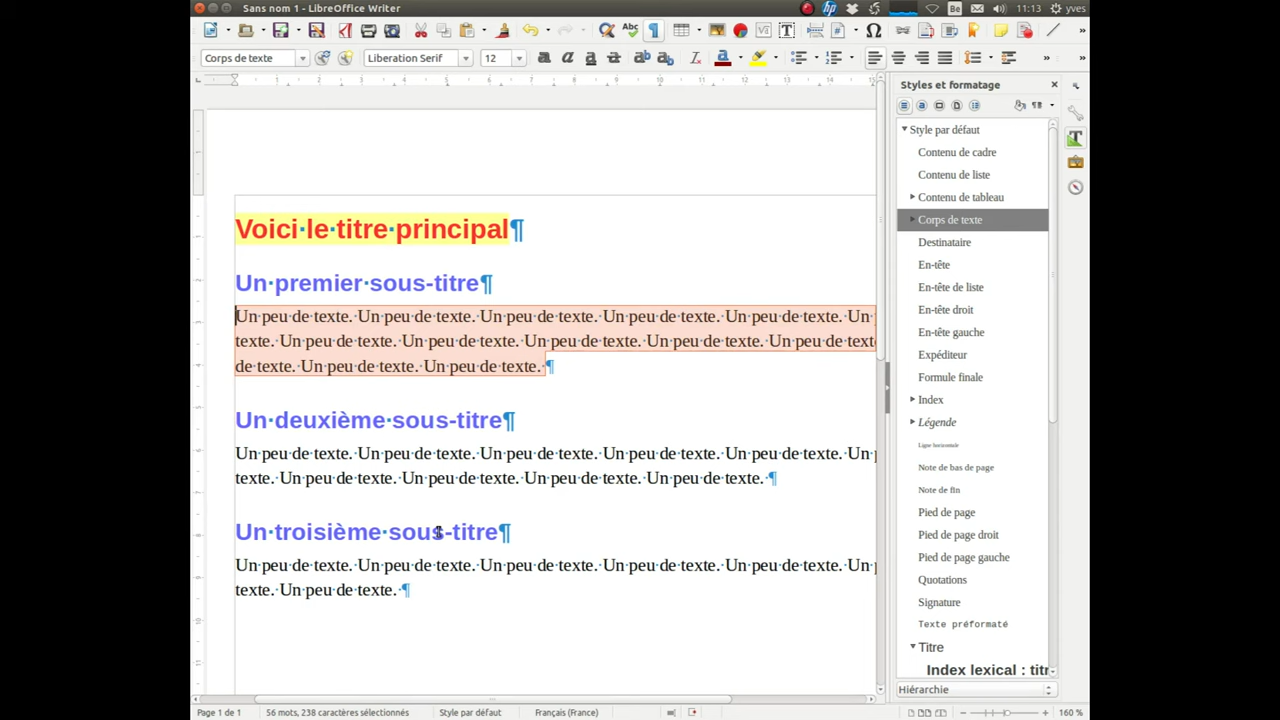 Sans nom 1 - LibreOffice Writer
Be
11:13
yves
Corps de texte
Liberation Serif
12
Styles et formatage
Voici·le·titre·principal¶
Un·premier·sous-titre¶
Un·peu·de·texte.·Un·peu·de·texte.·Un·peu·de·texte.·Un·peu·de·texte.·Un·peu·de·texte.·Un·
texte.·Un·peu·de·texte.·Un·peu·de·texte.·Un·peu·de·texte.·Un·peu·de·texte.·Un·peu·de·texte
de·texte.·Un·peu·de·texte.·Un·peu·de·texte.·¶
Un·deuxième·sous-titre¶
Un·peu·de·texte.·Un·peu·de·texte.·Un·peu·de·texte.·Un·peu·de·texte.·Un·peu·de·texte.·Un·
texte.·Un·peu·de·texte.·Un·peu·de·texte.·Un·peu·de·texte.·Un·peu·de·texte.·¶
Un·troisième·sous-titre¶
Un·peu·de·texte.·Un·peu·de·texte.·Un·peu·de·texte.·Un·peu·de·texte.·Un·peu·de·texte.·Un·
texte.·Un·peu·de·texte.·¶
Style par défaut
Contenu de cadre
Contenu de liste
Contenu de tableau
Corps de texte
Destinataire
En-tête
En-tête de liste
En-tête droit
En-tête gauche
Expéditeur
Formule finale
Index
Légende
Ligne horizontale
Note de bas de page
Note de fin
Pied de page
Pied de page droit
Pied de page gauche
Quotations
Signature
Texte préformaté
Titre
Index lexical : titr
Hiérarchie
Page 1 de 1
56 mots, 238 caractères sélectionnés
Style par défaut
Français (France)
160 %